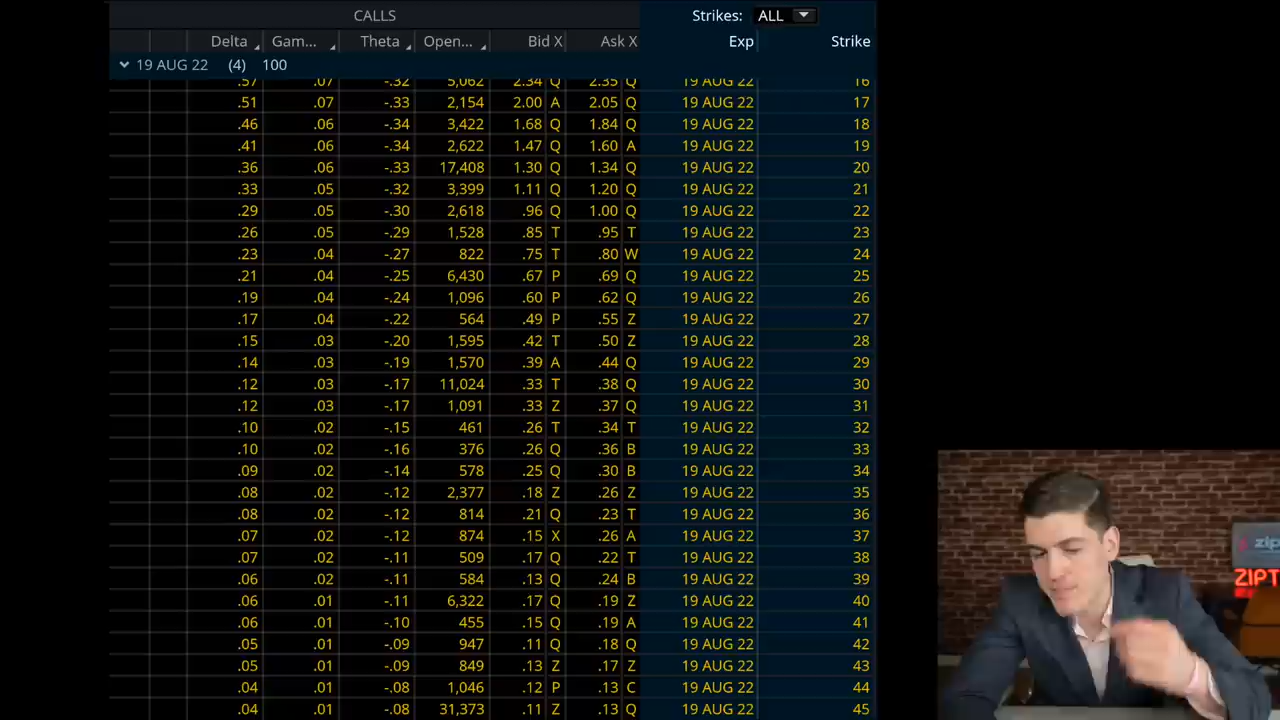 CALLS Strikes: ALL
Delta Gam... Theta Open... Bid X Ask X Exp Strike
19 AUG 22 (4) 100
.57 .07 -.32 5,062 2.34 Q 2.35 Q 19 AUG 22 16
.51 .07 -.33 2,154 2.00 A 2.05 Q 19 AUG 22 17
.46 .06 -.34 3,422 1.68 Q 1.84 Q 19 AUG 22 18
.41 .06 -.34 2,622 1.47 Q 1.60 A 19 AUG 22 19
.36 .06 -.33 17,408 1.30 Q 1.34 Q 19 AUG 22 20
.33 .05 -.32 3,399 1.11 Q 1.20 Q 19 AUG 22 21
.29 .05 -.30 2,618 .96 Q 1.00 Q 19 AUG 22 22
.26 .05 -.29 1,528 .85 T .95 T 19 AUG 22 23
.23 .04 -.27 822 .75 T .80 W 19 AUG 22 24
.21 .04 -.25 6,430 .67 P .69 Q 19 AUG 22 25
.19 .04 -.24 1,096 .60 P .62 Q 19 AUG 22 26
.17 .04 -.22 564 .49 P .55 Z 19 AUG 22 27
.15 .03 -.20 1,595 .42 T .50 Z 19 AUG 22 28
.14 .03 -.19 1,570 .39 A .44 Q 19 AUG 22 29
.12 .03 -.17 11,024 .33 T .38 Q 19 AUG 22 30
.12 .03 -.17 1,091 .33 Z .37 Q 19 AUG 22 31
.10 .02 -.15 461 .26 T .34 T 19 AUG 22 32
.10 .02 -.16 376 .26 Q .36 B 19 AUG 22 33
.09 .02 -.14 578 .25 Q .30 B 19 AUG 22 34
.08 .02 -.12 2,377 .18 Z .26 Z 19 AUG 22 35
.08 .02 -.12 814 .21 Q .23 T 19 AUG 22 36
.07 .02 -.12 874 .15 X .26 A 19 AUG 22 37
.07 .02 -.11 509 .17 Q .22 T 19 AUG 22 38
.06 .02 -.11 584 .13 Q .24 B 19 AUG 22 39
.06 .01 -.11 6,322 .17 Q .19 Z 19 AUG 22 40
.06 .01 -.10 455 .15 Q .19 A 19 AUG 22 41
.05 .01 -.09 947 .11 Q .18 Q 19 AUG 22 42
.05 .01 -.09 849 .13 Z .17 Z 19 AUG 22 43
.04 .01 -.08 1,046 .12 P .13 C 19 AUG 22 44
.04 .01 -.08 31,373 .11 Z .13 Q 19 AUG 22 45
zip
ZIPT